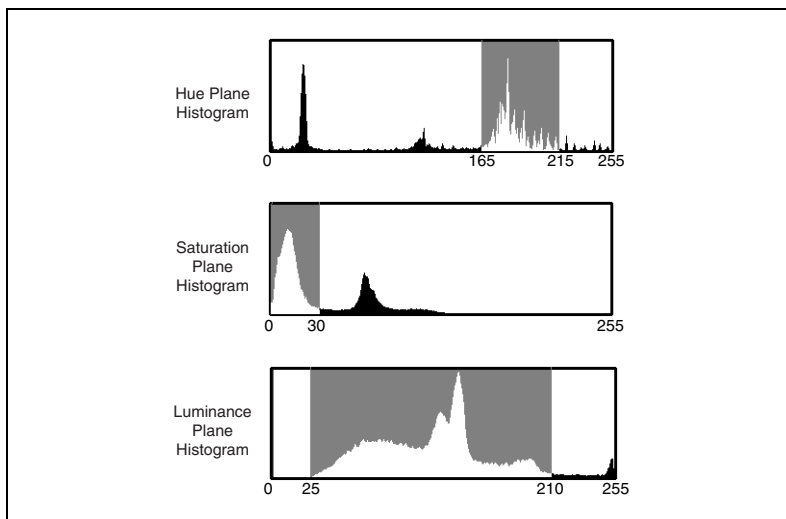 Hue Plane
Histogram
0 165 215 255
Saturation
Plane
Histogram
0 30 255
Luminance
Plane
Histogram
0 25 210 255